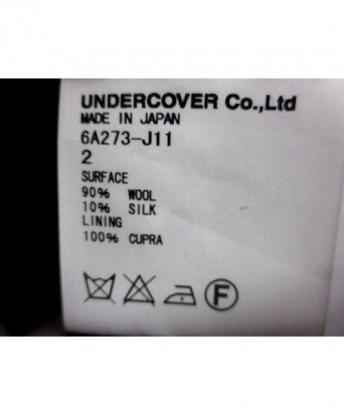 UNDERCOVER Co.,Ltd
MADE IN JAPAN
6A273-J11
2
SURFACE
90% WOOL
10% SILK
LINING
100% CUPRA
F